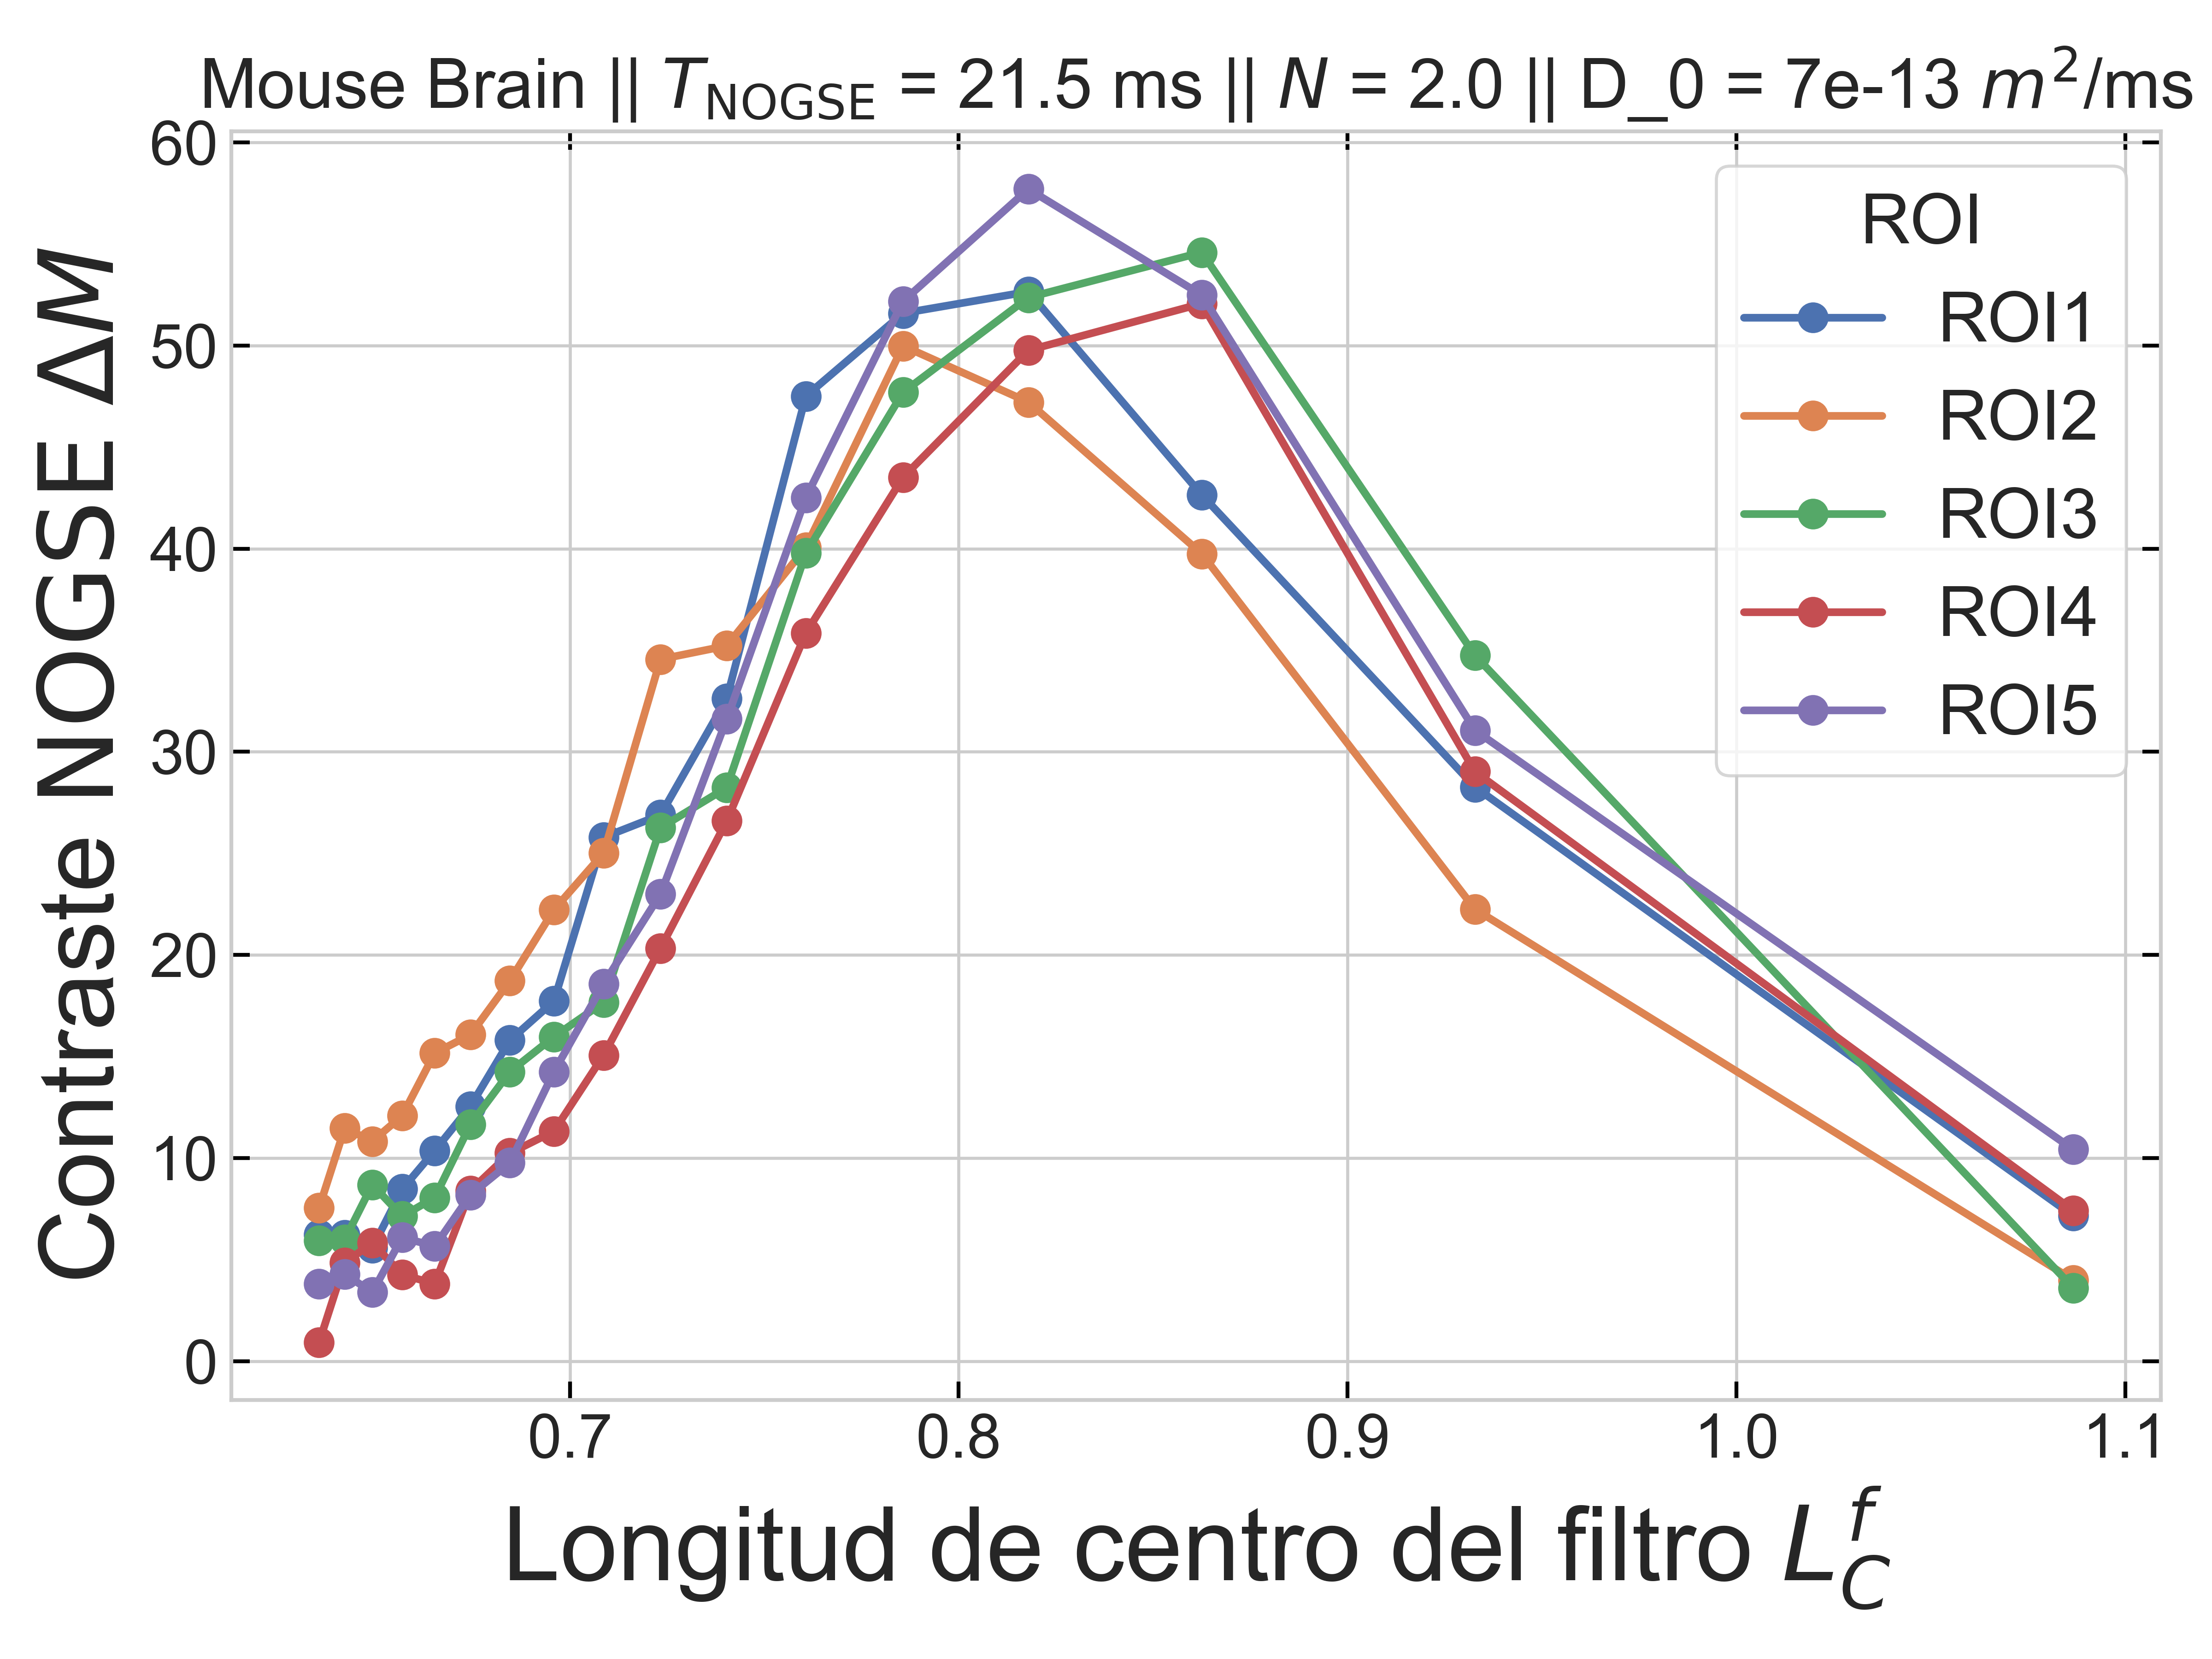 Mouse Brain || T_NOGSE = 21.5 ms || N = 2.0 || D_0 = 7e-13 m²/ms
Contraste NOGSE ΔM
60
50
40
30
20
10
0
ROI
ROI1
ROI2
ROI3
ROI4
ROI5
0.7 0.8 0.9 1.0 1.1
Longitud de centro del filtro L_C^f